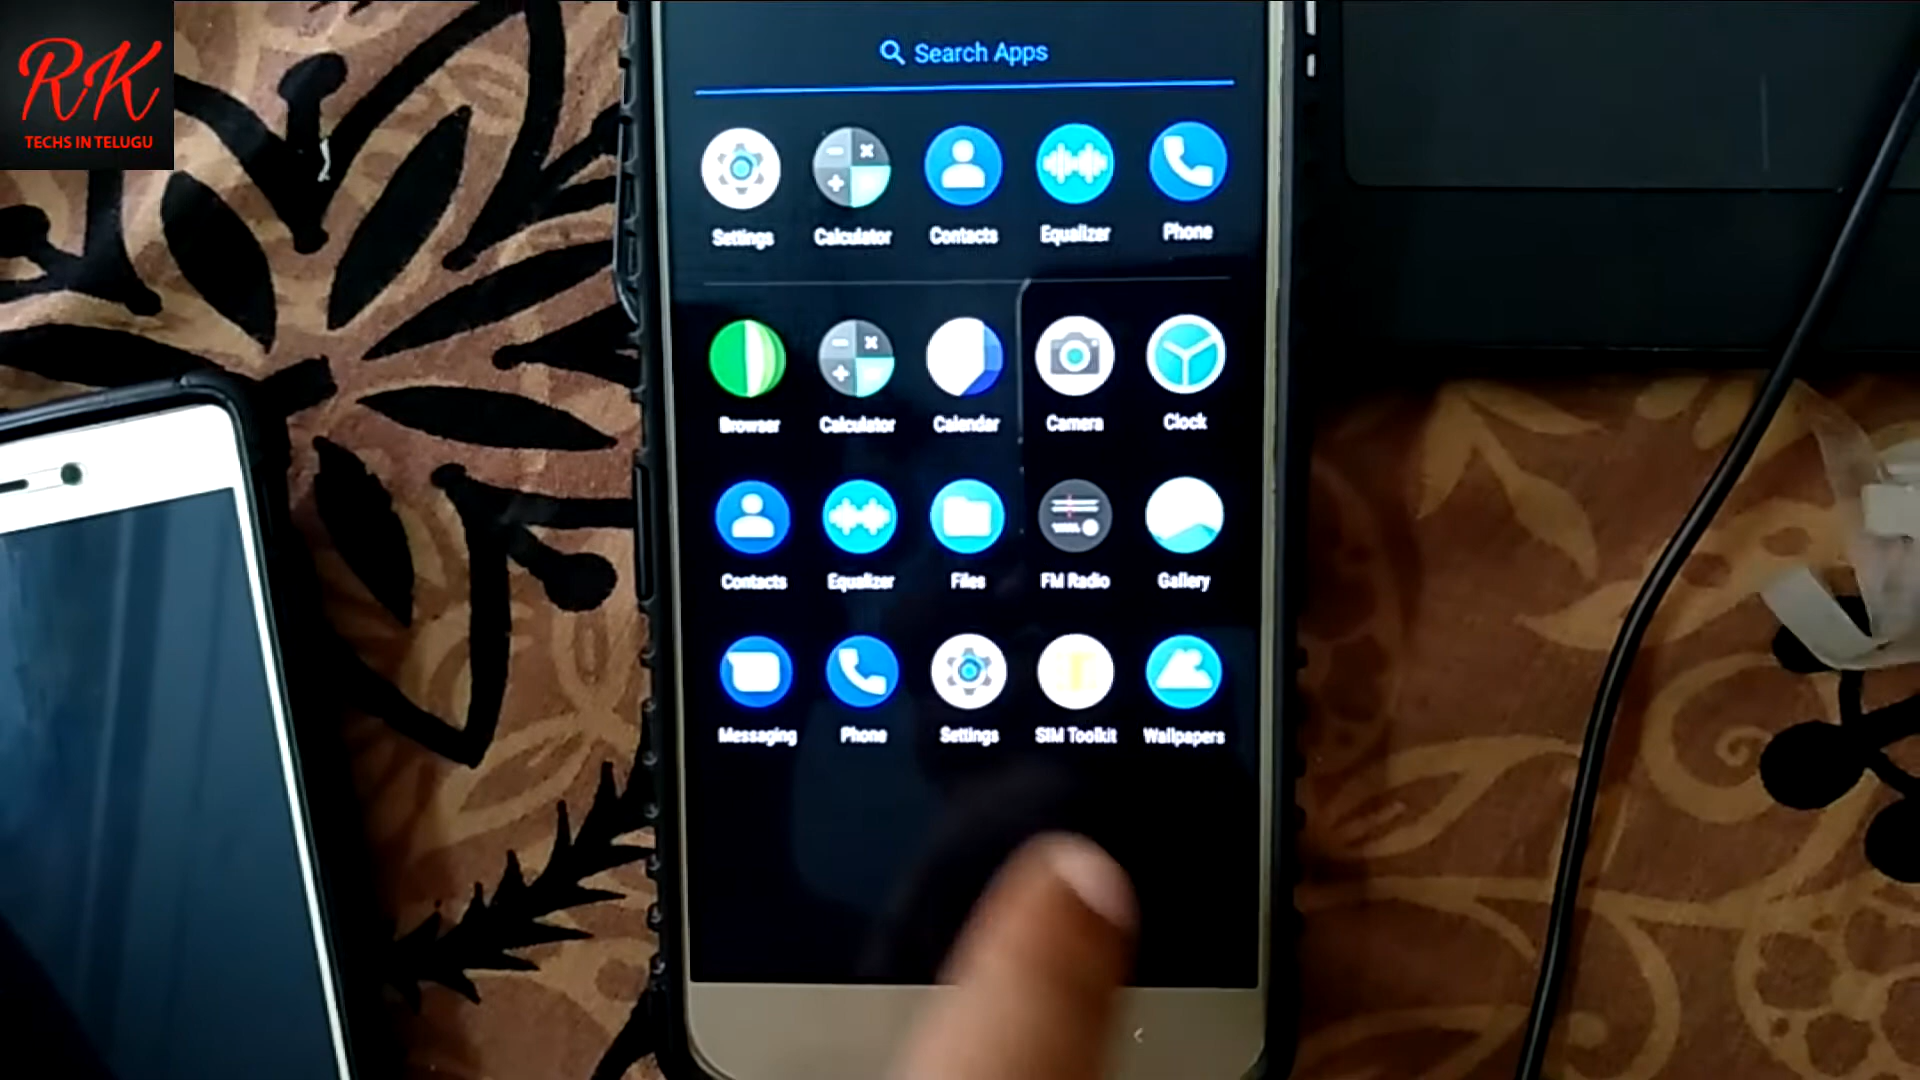 RK
TECHS IN TELUGU
Search Apps
Settings Calculator Contacts Equalizer Phone
Browser Calculator Calendar Camera Clock
Contacts Equalizer Files FM Radio Gallery
Messaging Phone Settings SIM Toolkit Wallpapers